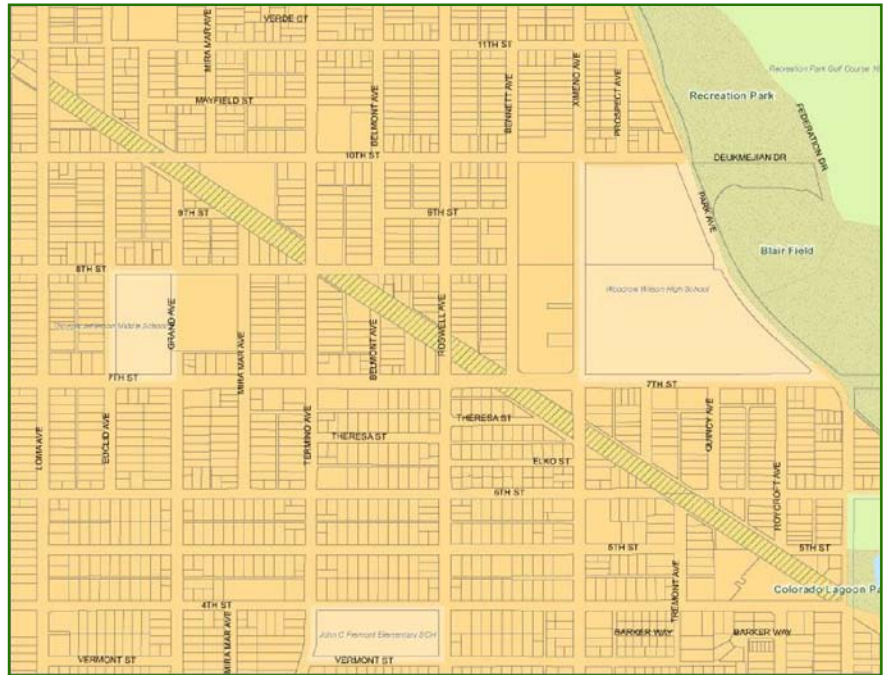 VERDE CT
MIRA MAR AVE
11TH ST
XIMENO AVE
PROSPECT AVE
Recreation Park Golf Course
Recreation Park
FEDERATION DR
MAYFIELD ST
BELMONT AVE
BENNETT AVE
10TH ST
DEUKMEJIAN DR
PARK AVE
9TH ST
9TH ST
Blair Field
8TH ST
Woodrow Wilson High School
GRAND AVE
Jefferson Middle School
ROSWELL AVE
MIRA MAR AVE
BELMONT AVE
7TH ST
7TH ST
LOMA AVE
EUCLID AVE
TERMINO AVE
THERESA ST
THERESA ST
QUINCY AVE
ELKO ST
6TH ST
ROYCROFT AVE
5TH ST
5TH ST
TREMONT AVE
Colorado Lagoon
4TH ST
MIRA MAR AVE
John C Fremont Elementary SCH
BARKER WAY
BARKER WAY
VERMONT ST
VERMONT ST